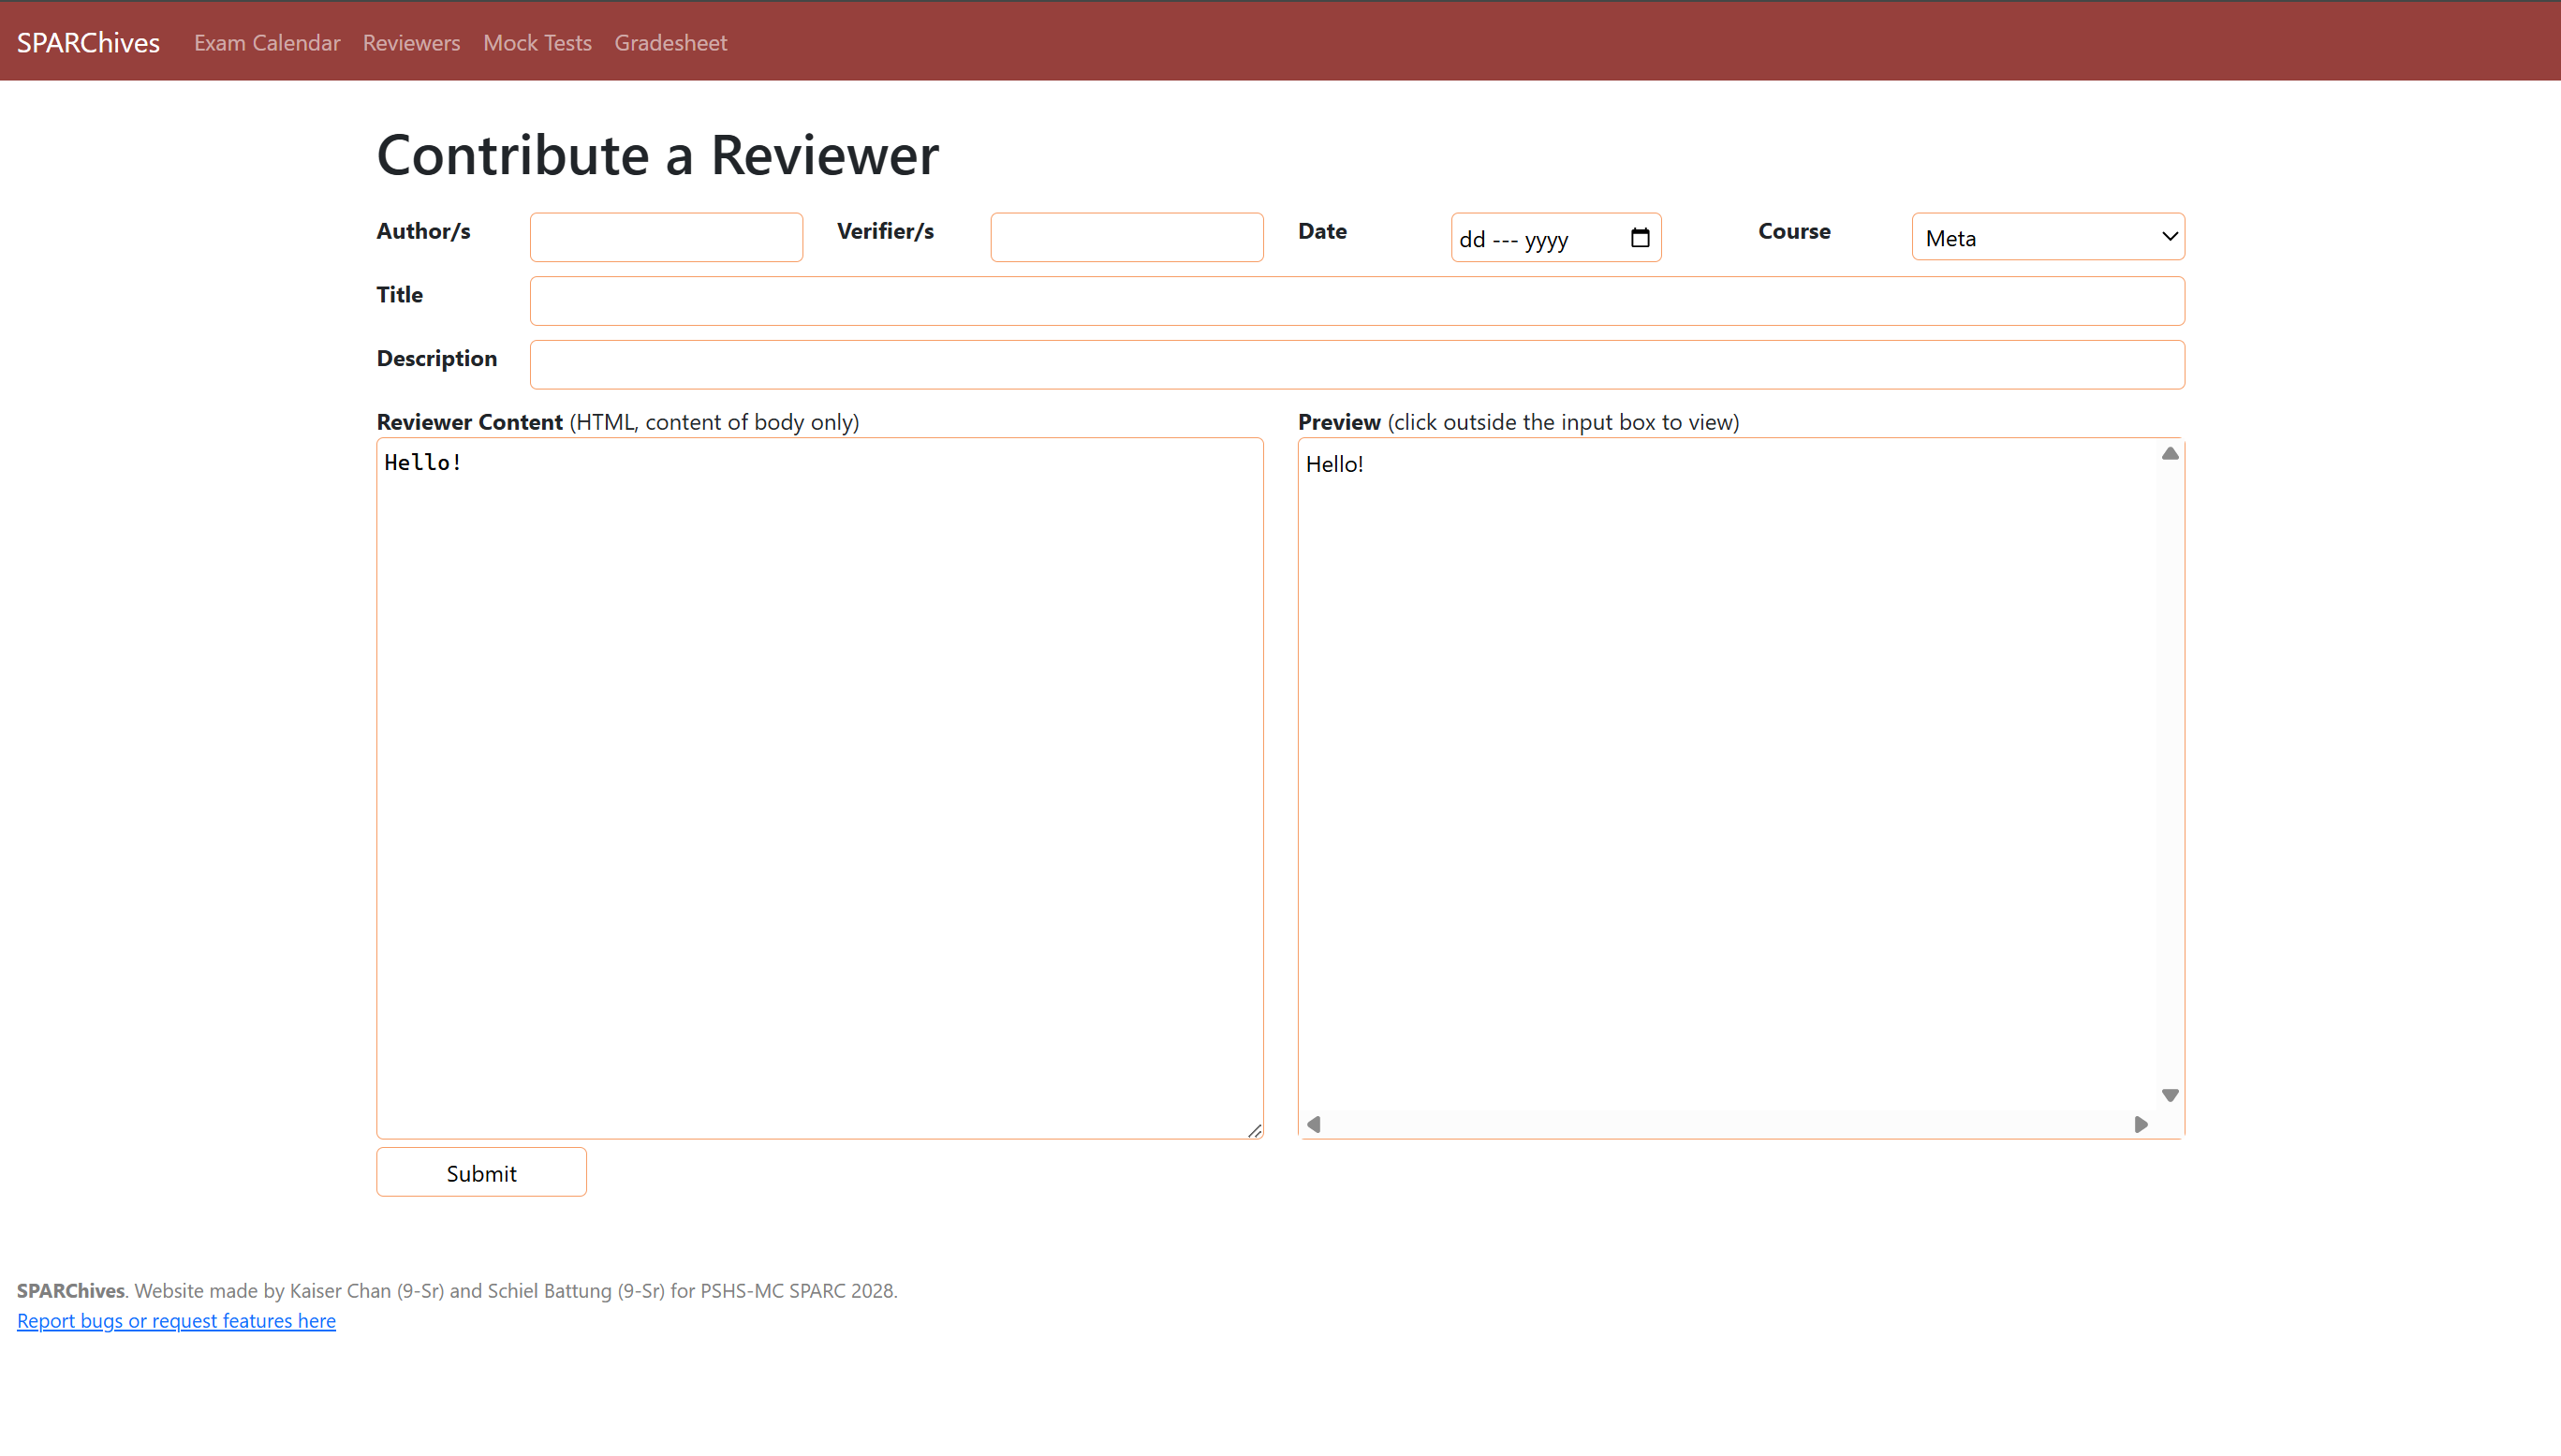 SPARChives Exam Calendar Reviewers Mock Tests Gradesheet
Contribute a Reviewer
Author/s Verifier/s Date dd --- yyyy Course Meta
Title
Description
Reviewer Content (HTML, content of body only) Preview (click outside the input box to view)
Hello! Hello!
Submit
SPARChives. Website made by Kaiser Chan (9-Sr) and Schiel Battung (9-Sr) for PSHS-MC SPARC 2028.
Report bugs or request features here